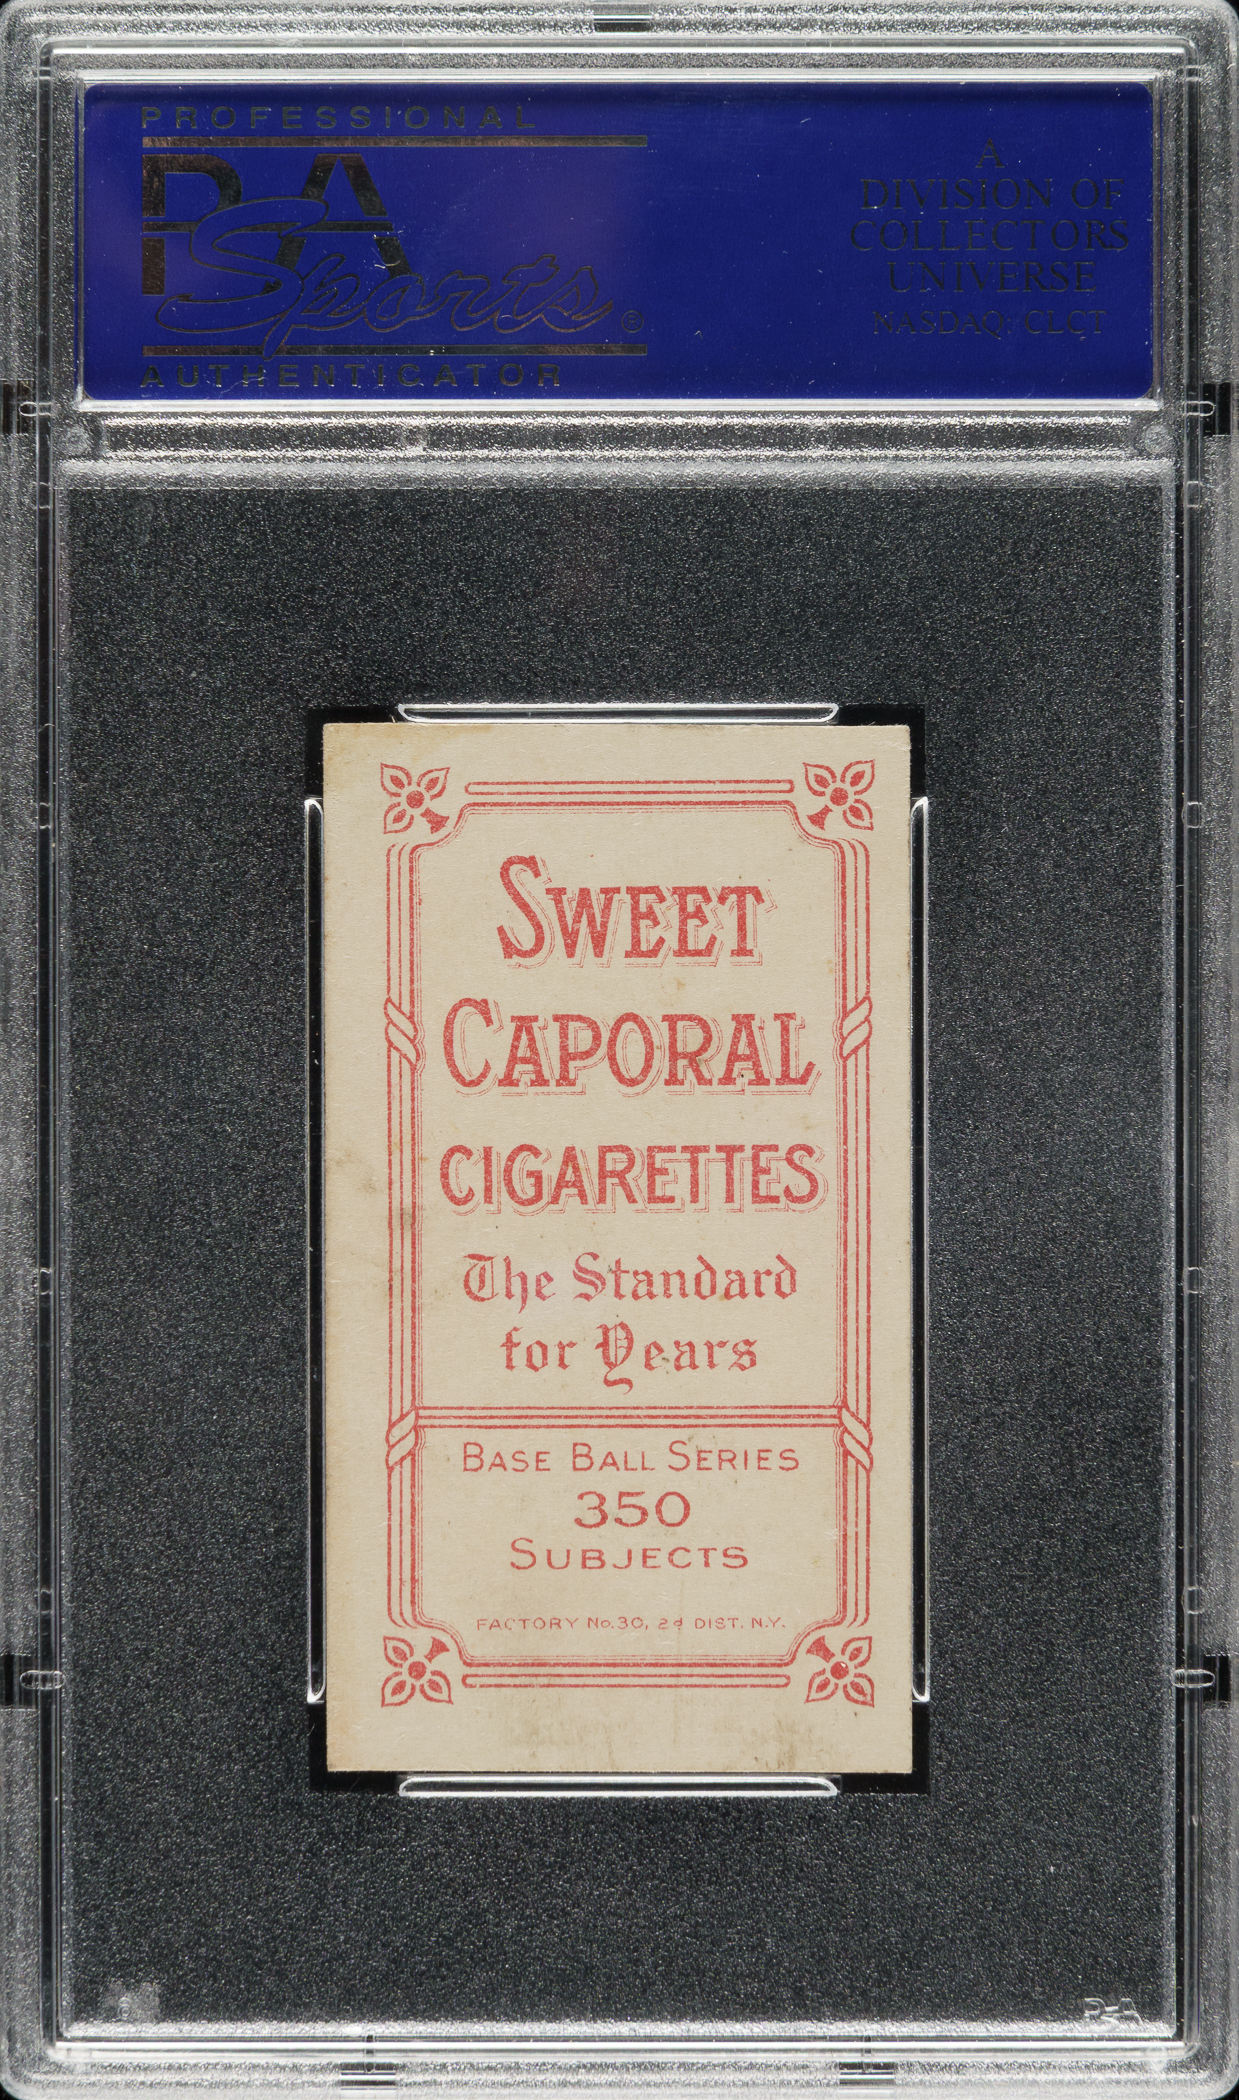 PROFESSIONAL
PSA
Sports®
AUTHENTICATOR
A
DIVISION OF
COLLECTORS
UNIVERSE
NASDAQ: CLCT
SWEET
CAPORAL
CIGARETTES
The Standard
for Years
BASE BALL SERIES
350
SUBJECTS
FACTORY No. 30, 2d DIST. N.Y.
PSA